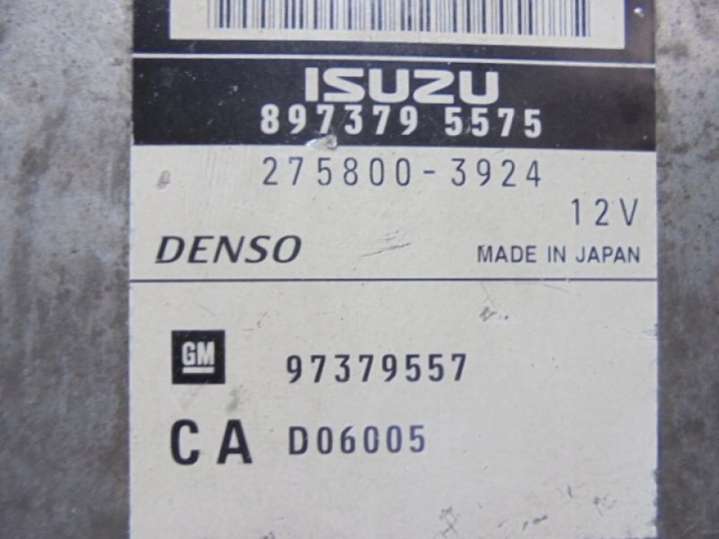 ISUZU
897379 5575
275800-3924
12V
DENSO MADE IN JAPAN
GM 97379557
CA D06005